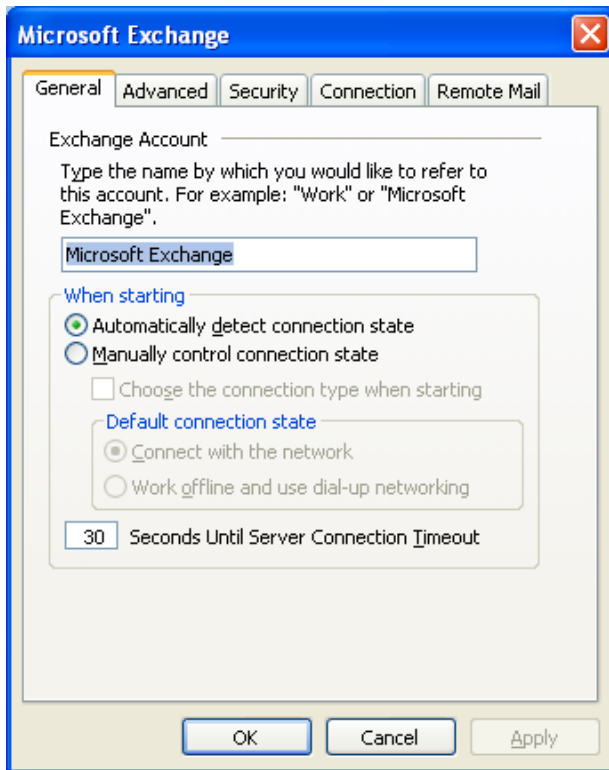 Microsoft Exchange
General Advanced Security Connection Remote Mail
Exchange Account
Type the name by which you would like to refer to
this account. For example: "Work" or "Microsoft
Exchange".
Microsoft Exchange
When starting
Automatically detect connection state
Manually control connection state
Choose the connection type when starting
Default connection state
Connect with the network
Work offline and use dial-up networking
30 Seconds Until Server Connection Timeout
OK Cancel Apply